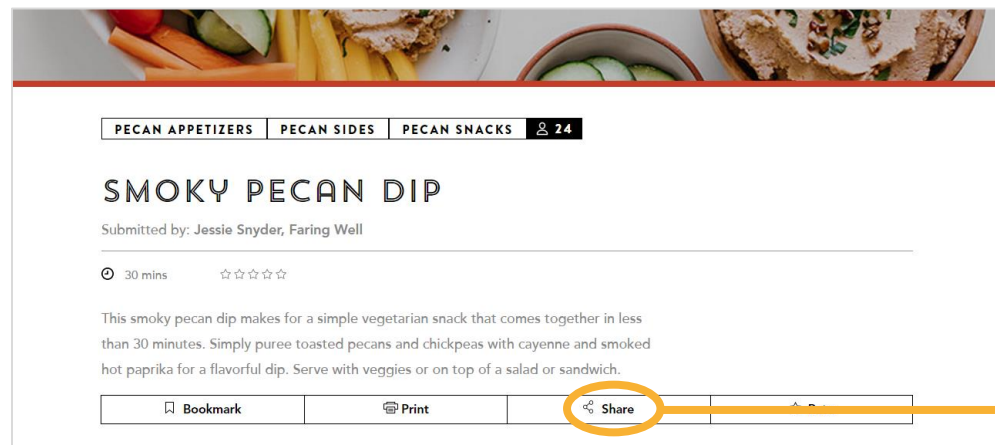 PECAN APPETIZERS PECAN SIDES PECAN SNACKS 24
SMOKY PECAN DIP
Submitted by: Jessie Snyder, Faring Well
30 mins
This smoky pecan dip makes for a simple vegetarian snack that comes together in less
than 30 minutes. Simply puree toasted pecans and chickpeas with cayenne and smoked
hot paprika for a flavorful dip. Serve with veggies or on top of a salad or sandwich.
Bookmark Print Share